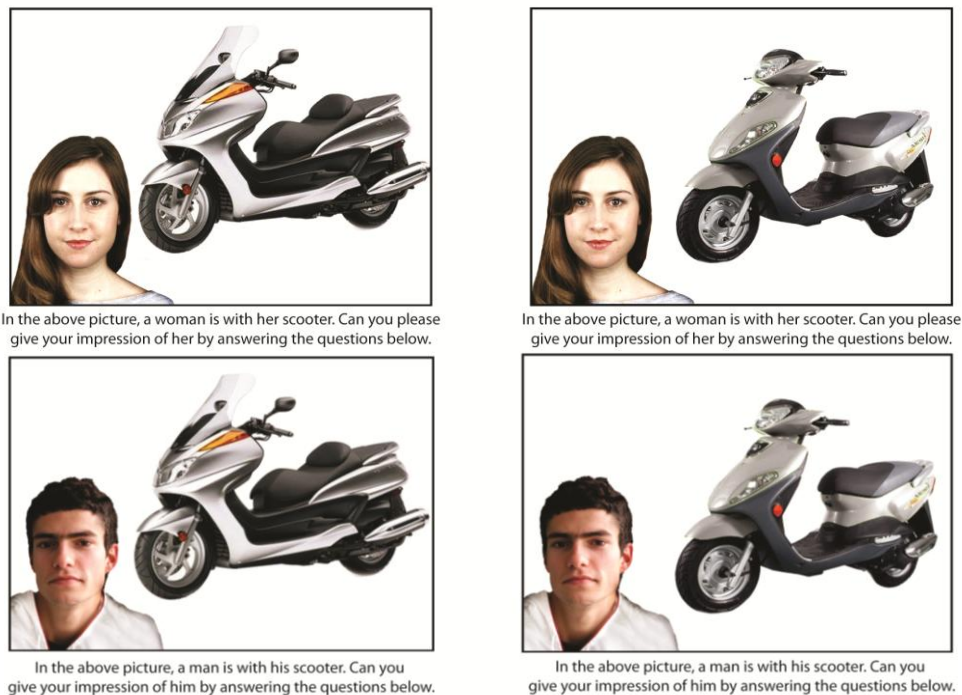 In the above picture, a woman is with her scooter. Can you please
give your impression of her by answering the questions below.
In the above picture, a woman is with her scooter. Can you please
give your impression of her by answering the questions below.
In the above picture, a man is with his scooter. Can you
give your impression of him by answering the questions below.
In the above picture, a man is with his scooter. Can you
give your impression of him by answering the questions below.